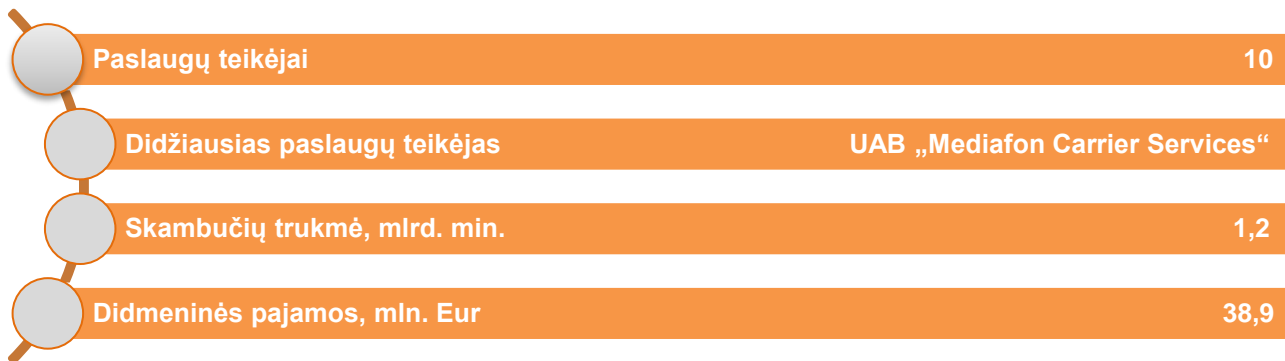 Paslaugų teikėjai 10
Didžiausias paslaugų teikėjas UAB „Mediafon Carrier Services“
Skambučių trukmė, mlrd. min. 1,2
Didmeninės pajamos, mln. Eur 38,9